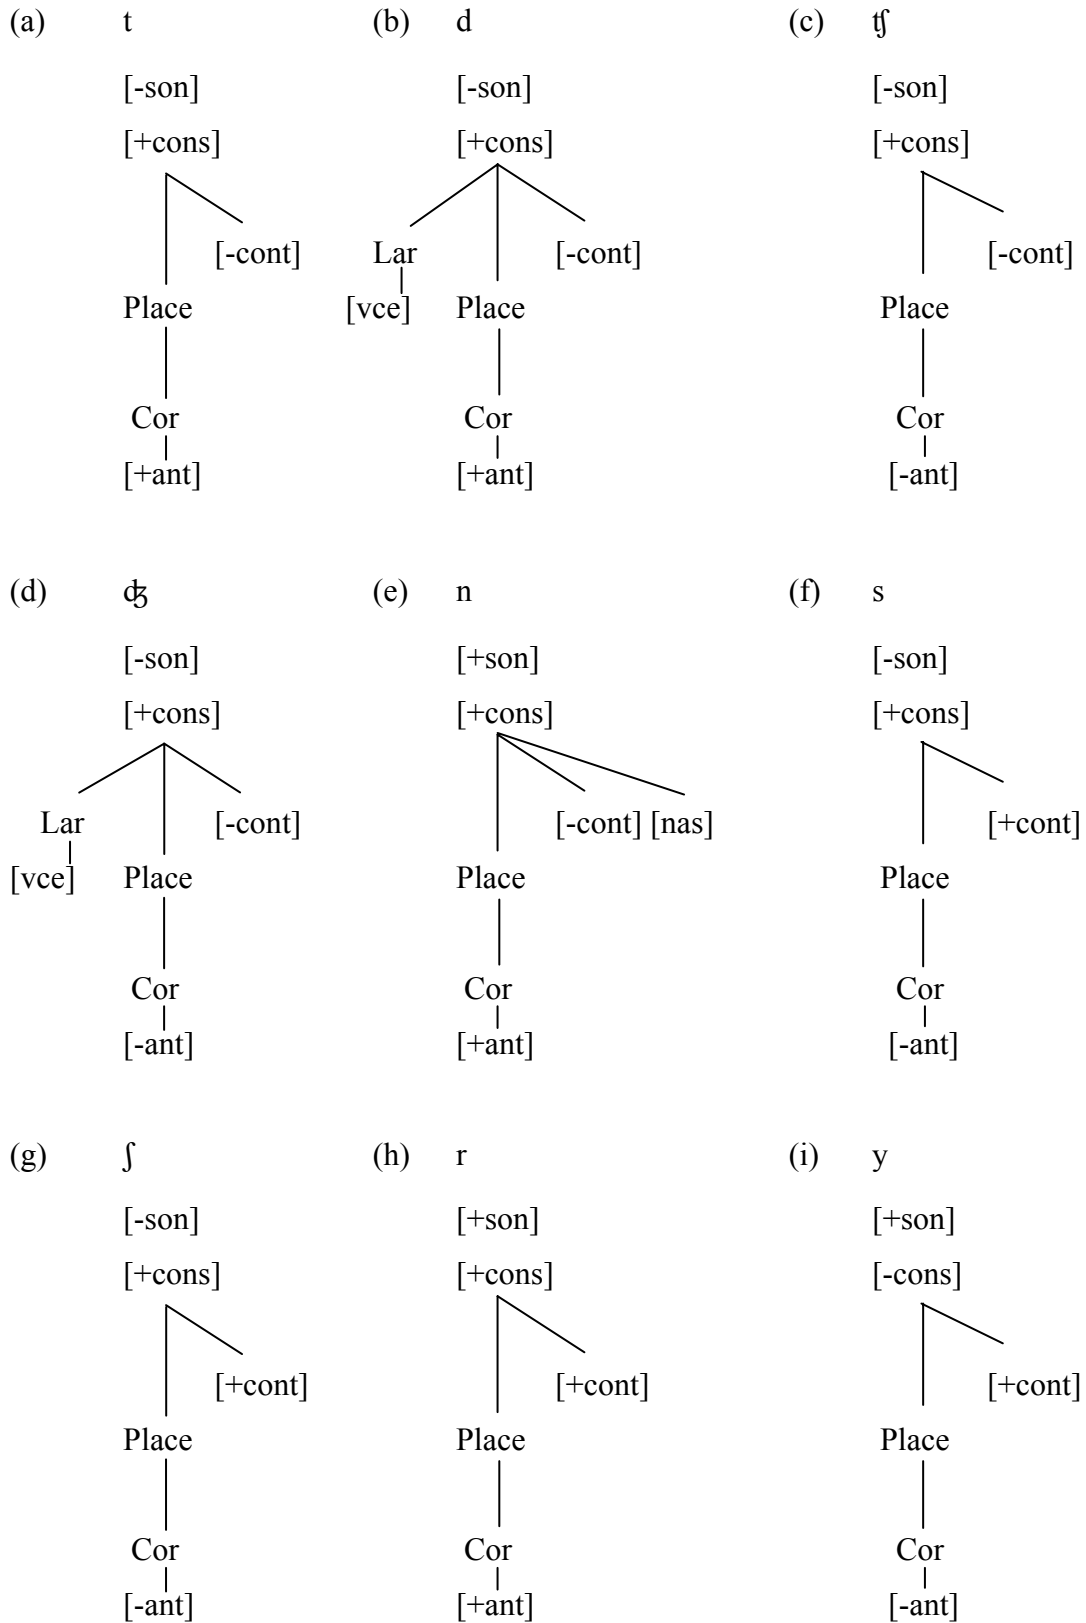 (a) t (b) d (c) ʧ
[-son] [-son] [-son]
[+cons] [+cons] [+cons]
[-cont] Lar [-cont] [-cont]
Place [vce] Place Place
Cor Cor Cor
[+ant] [+ant] [-ant]
(d) ʤ (e) n (f) s
[-son] [+son] [-son]
[+cons] [+cons] [+cons]
Lar [-cont] [-cont] [nas] [+cont]
[vce] Place Place Place
Cor Cor Cor
[-ant] [+ant] [-ant]
(g) ʃ (h) r (i) y
[-son] [+son] [+son]
[+cons] [+cons] [-cons]
[+cont] [+cont] [+cont]
Place Place Place
Cor Cor Cor
[-ant] [+ant] [-ant]